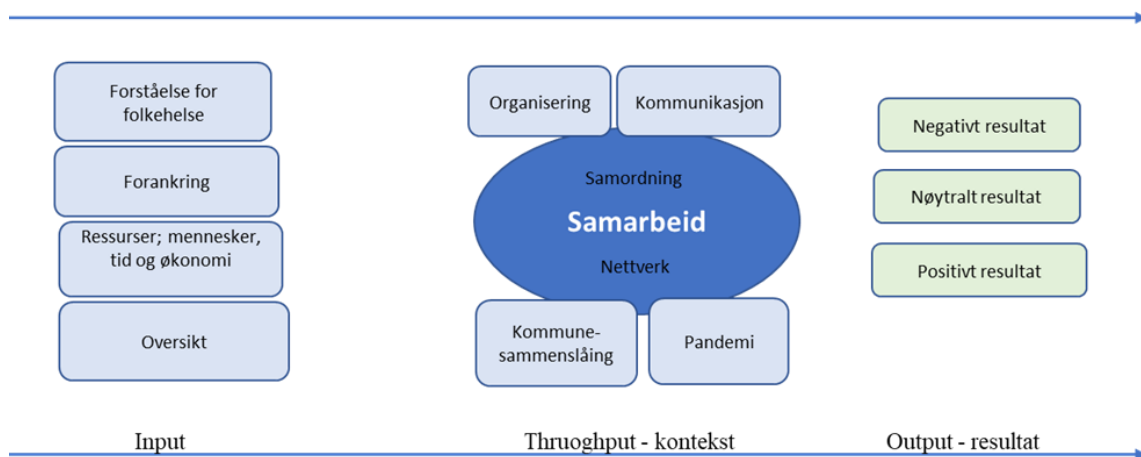 Forståelse for
folkehelse
Forankring
Ressurser; mennesker,
tid og økonomi
Oversikt
Organisering
Kommunikasjon
Samordning
Samarbeid
Nettverk
Kommune-
sammenslåing
Pandemi
Negativt resultat
Nøytralt resultat
Positivt resultat
Input
Thruoghput - kontekst
Output - resultat